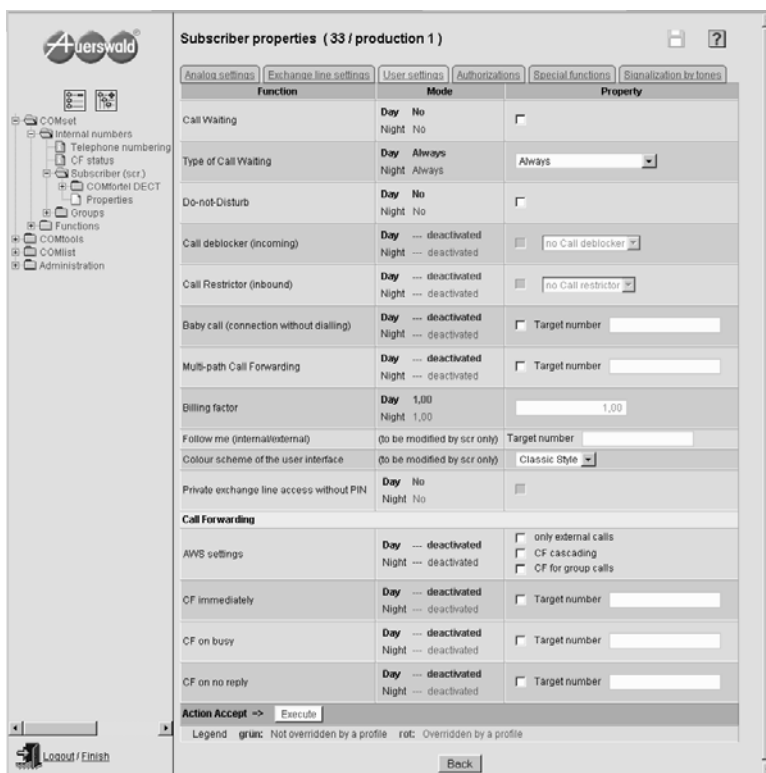 Auerswald
Subscriber properties ( 33 / production 1 )
?
Analog settings Exchange line settings User settings Authorizations Special functions Signalization by tones
Function Mode Property
COMset
Internal numbers
Telephone numbering
CF status
Subscriber (scr.)
COMfortel DECT
Properties
Groups
Functions
COMtools
COMlist
Administration
Call Waiting
Day No
Night No
Type of Call Waiting
Day Always
Night Always
Always
Do-not-Disturb
Day No
Night No
Call deblocker (incoming)
Day --- deactivated
Night --- deactivated
no Call deblocker
Call Restrictor (inbound)
Day --- deactivated
Night --- deactivated
no Call restrictor
Baby call (connection without dialling)
Day --- deactivated
Night --- deactivated
Target number
Multi-path Call Forwarding
Day --- deactivated
Night --- deactivated
Target number
Billing factor
Day 1,00
Night 1,00
1,00
Follow me (internal/external) (to be modified by scr only) Target number
Colour scheme of the user interface (to be modified by scr only) Classic Style
Private exchange line access without PIN
Day No
Night No
Call Forwarding
AWS settings
Day --- deactivated
Night --- deactivated
only external calls
CF cascading
CF for group calls
CF immediately
Day --- deactivated
Night --- deactivated
Target number
CF on busy
Day --- deactivated
Night --- deactivated
Target number
CF on no reply
Day --- deactivated
Night --- deactivated
Target number
Action Accept => Execute
Legend grün: Not overridden by a profile rot: Overridden by a profile
Logout / Finish
Back